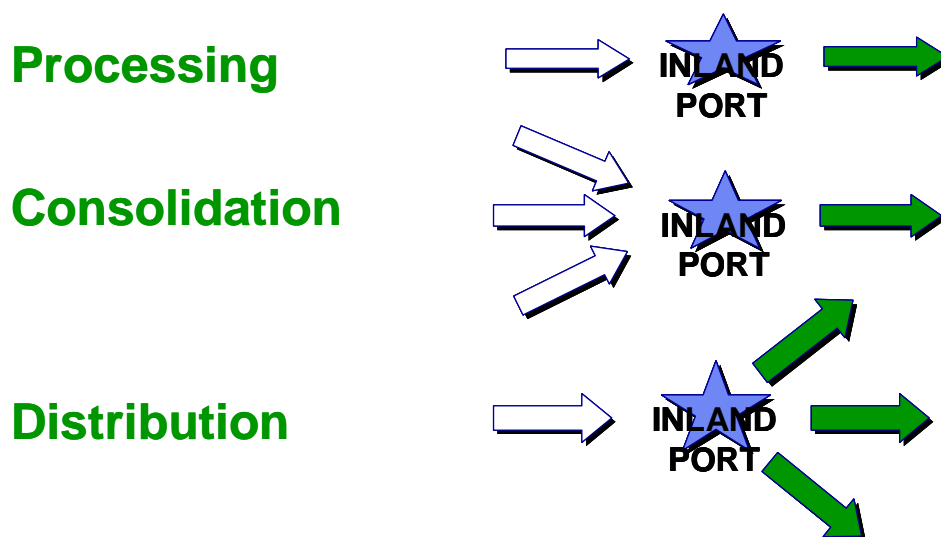 Processing
INLAND
PORT
Consolidation
INLAND
PORT
Distribution
INLAND
PORT